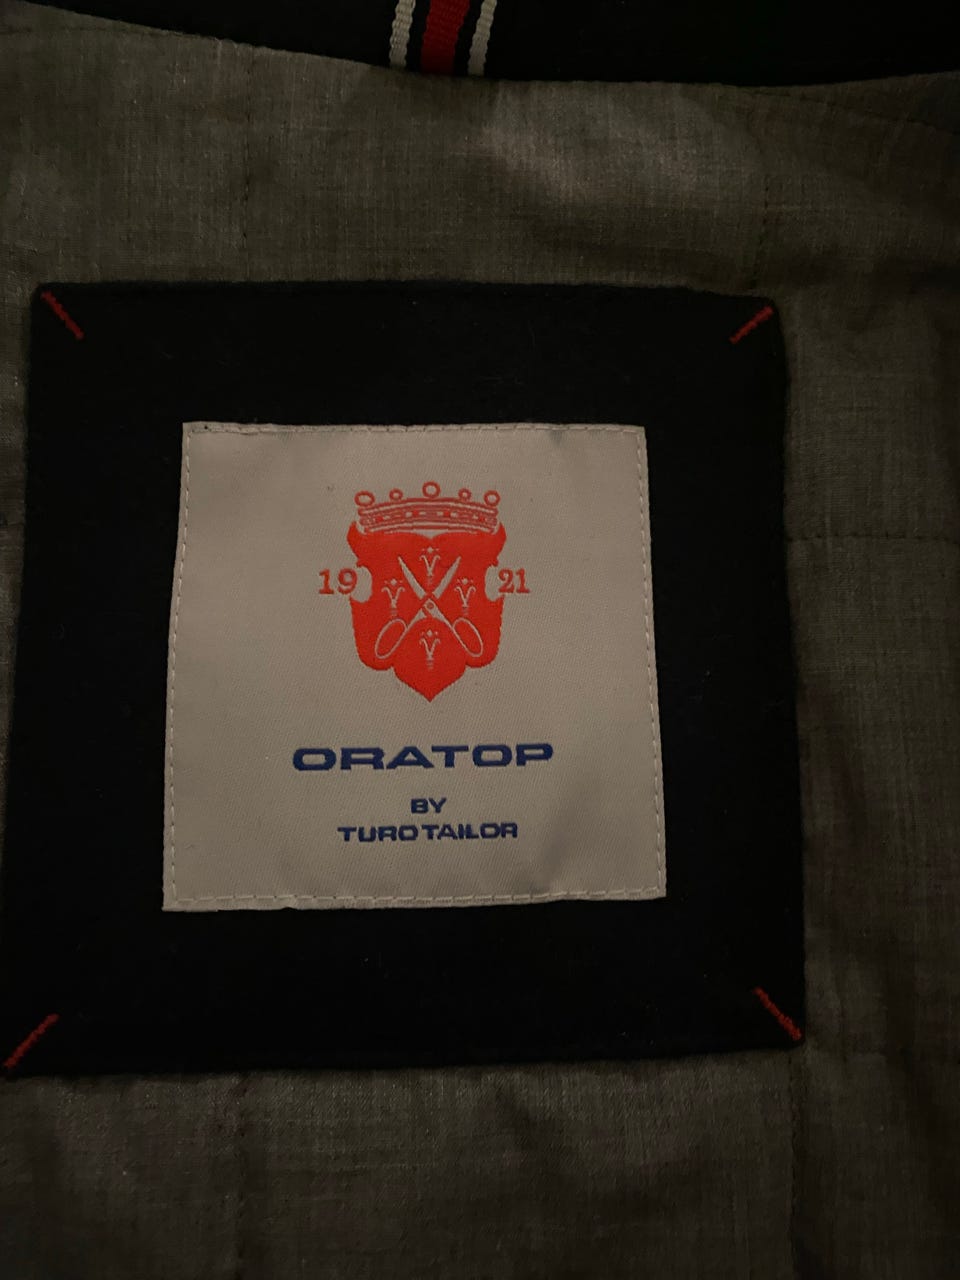 19 21
ORATOP
BY
TURO TAILOR